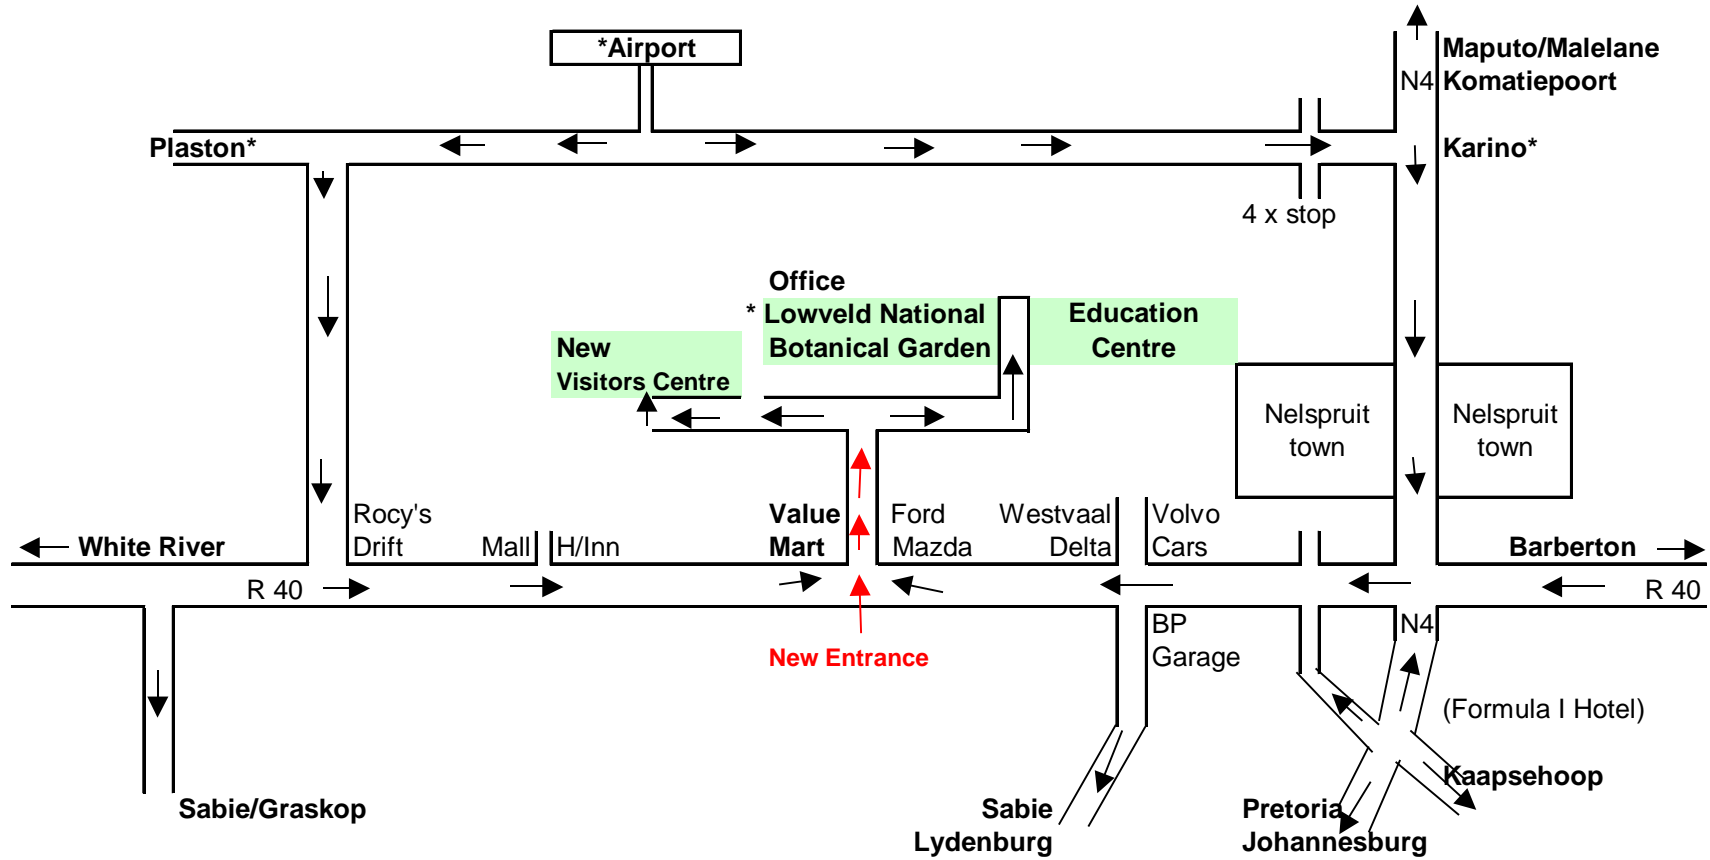 *Airport
Maputo/Malelane
N4 Komatiepoort
Plaston*
Karino*
4 x stop
Office
* Lowveld National
Botanical Garden
Education
Centre
New
Visitors Centre
Nelspruit
town
Nelspruit
town
Rocy's
Drift
Mall
H/Inn
Value
Mart
Ford
Mazda
Westvaal
Delta
Volvo
Cars
White River
Barberton
R 40
R 40
New Entrance
BP
Garage
N4
(Formula I Hotel)
Kaapsehoop
Sabie/Graskop
Sabie
Lydenburg
Pretoria
Johannesburg